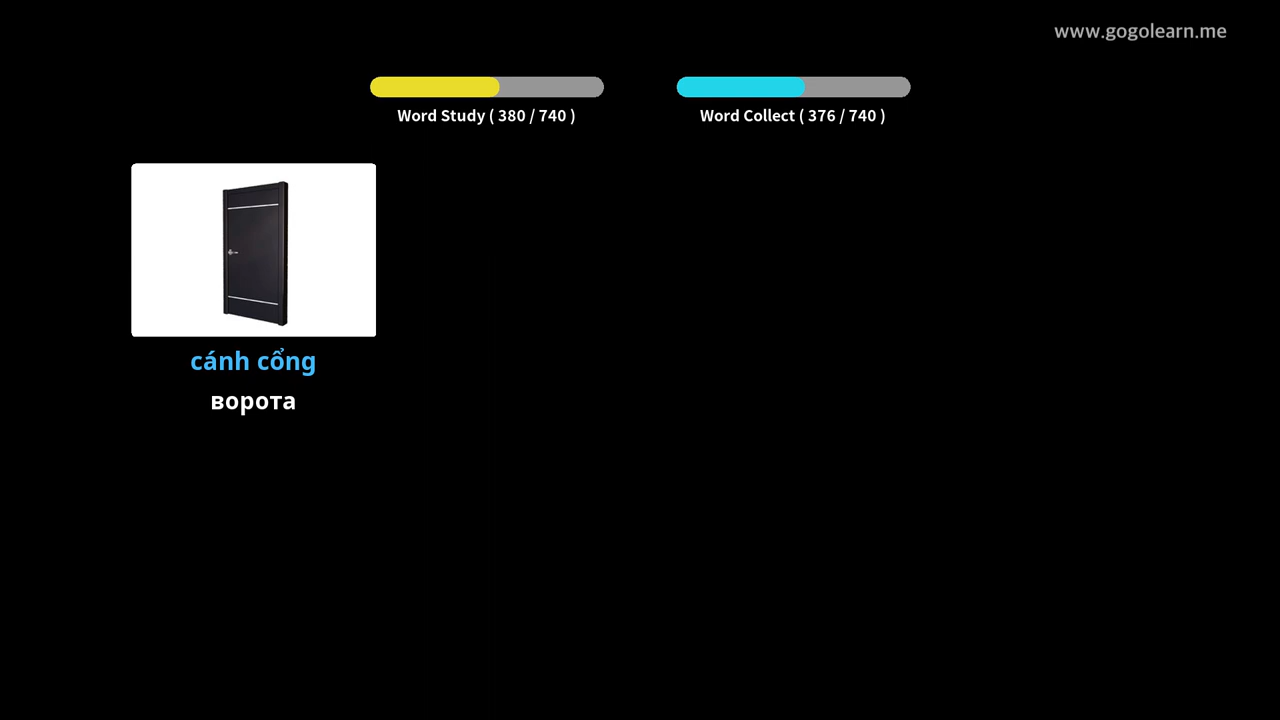 www.gogolearn.me
Word Study ( 380 / 740 )
Word Collect ( 376 / 740 )
cánh cổng
ворота